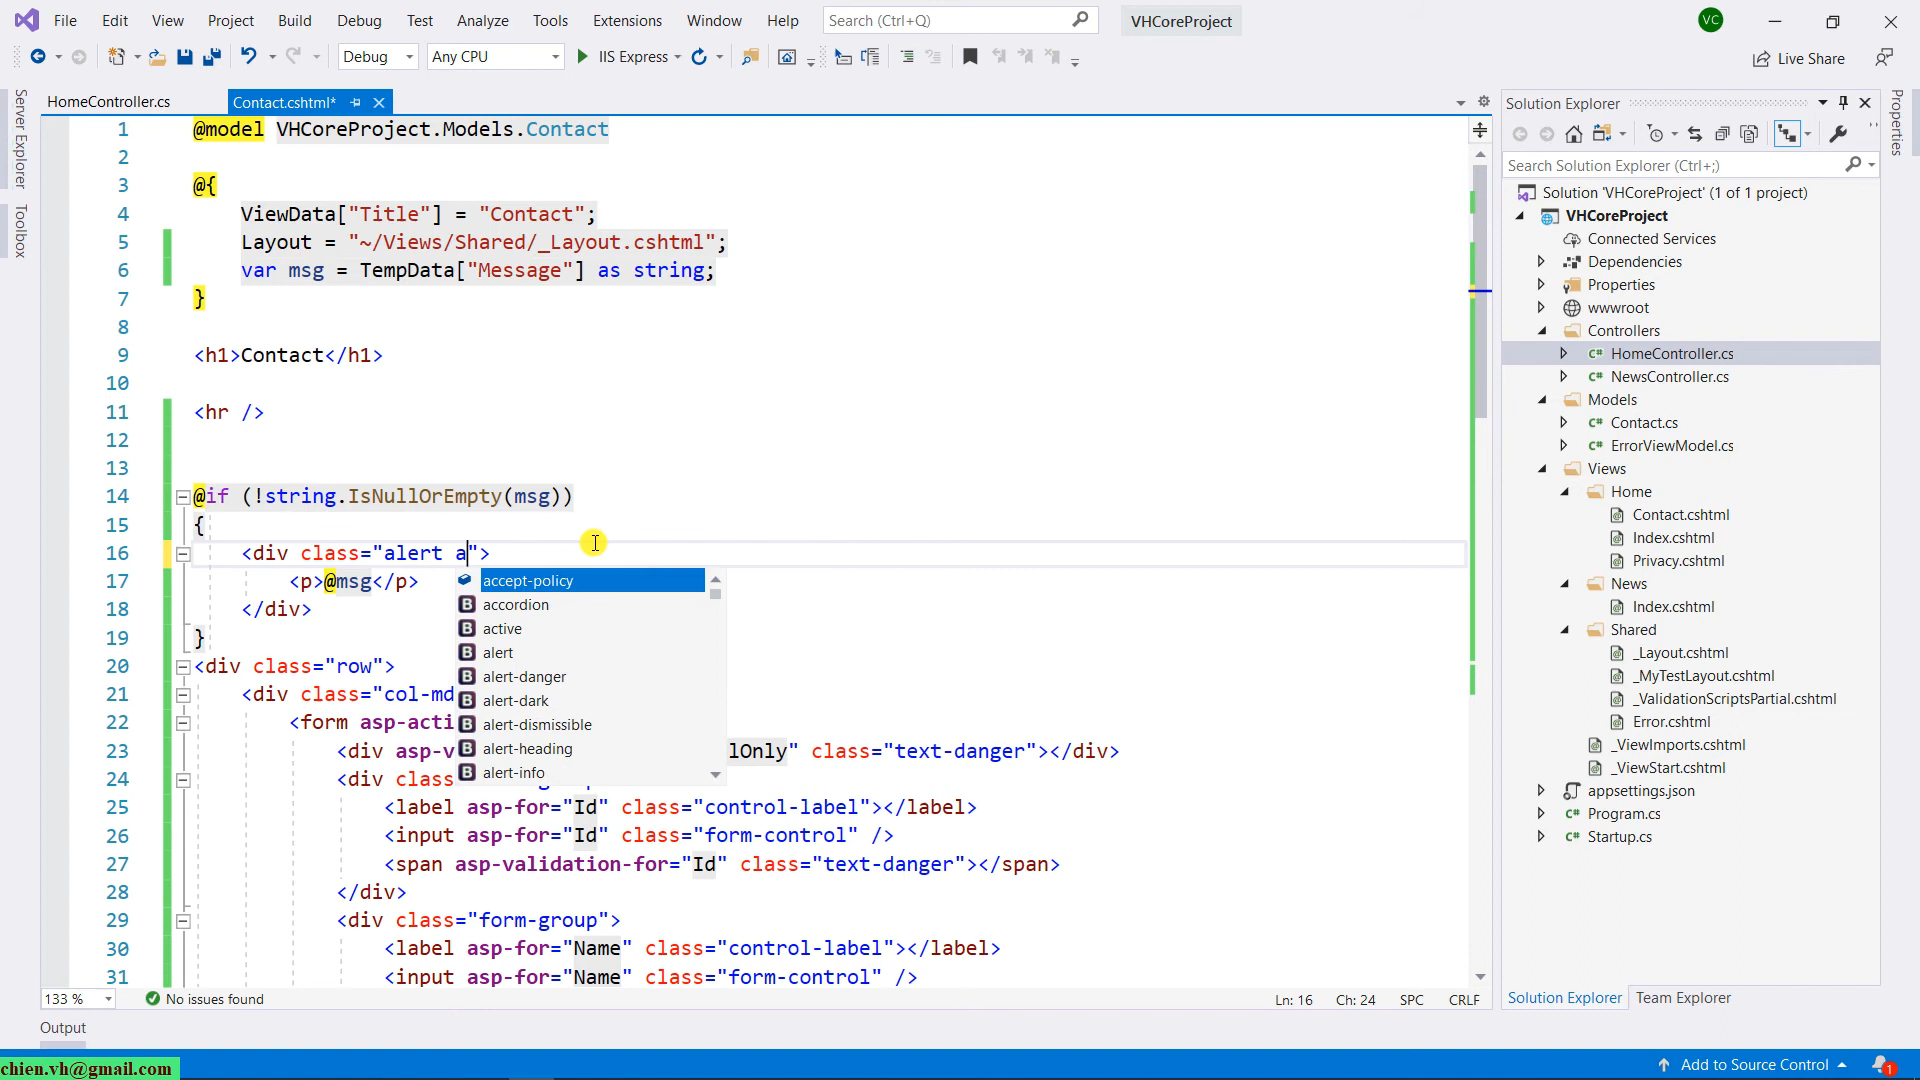 File Edit View Project Build Debug Test Analyze Tools Extensions Window Help Search (Ctrl+Q) VHCoreProject VC
Debug Any CPU IIS Express Live Share
Server Explorer
Toolbox
HomeController.cs Contact.cshtml*
1 @model VHCoreProject.Models.Contact
2
3 @{
4 ViewData["Title"] = "Contact";
5 Layout = "~/Views/Shared/_Layout.cshtml";
6 var msg = TempData["Message"] as string;
7 }
8
9 <h1>Contact</h1>
10
11 <hr />
12
13
14 @if (!string.IsNullOrEmpty(msg))
15 {
16 <div class="alert a">
17 <p>@msg</p>
18 </div>
19 }
20 <div class="row">
21 <div class="col-md
22 <form asp-acti
23 <div asp-v lOnly" class="text-danger"></div>
24 <div class
25 <label asp-for="Id" class="control-label"></label>
26 <input asp-for="Id" class="form-control" />
27 <span asp-validation-for="Id" class="text-danger"></span>
28 </div>
29 <div class="form-group">
30 <label asp-for="Name" class="control-label"></label>
31 <input asp-for="Name" class="form-control" />
accept-policy
accordion
active
alert
alert-danger
alert-dark
alert-dismissible
alert-heading
alert-info
133 % No issues found Ln: 16 Ch: 24 SPC CRLF
Output
Solution Explorer
Search Solution Explorer (Ctrl+;)
Solution 'VHCoreProject' (1 of 1 project)
VHCoreProject
Connected Services
Dependencies
Properties
wwwroot
Controllers
C# HomeController.cs
C# NewsController.cs
Models
C# Contact.cs
C# ErrorViewModel.cs
Views
Home
Contact.cshtml
Index.cshtml
Privacy.cshtml
News
Index.cshtml
Shared
_Layout.cshtml
_MyTestLayout.cshtml
_ValidationScriptsPartial.cshtml
Error.cshtml
_ViewImports.cshtml
_ViewStart.cshtml
appsettings.json
C# Program.cs
C# Startup.cs
Solution Explorer Team Explorer
Properties
chien.vh@gmail.com
Add to Source Control 1